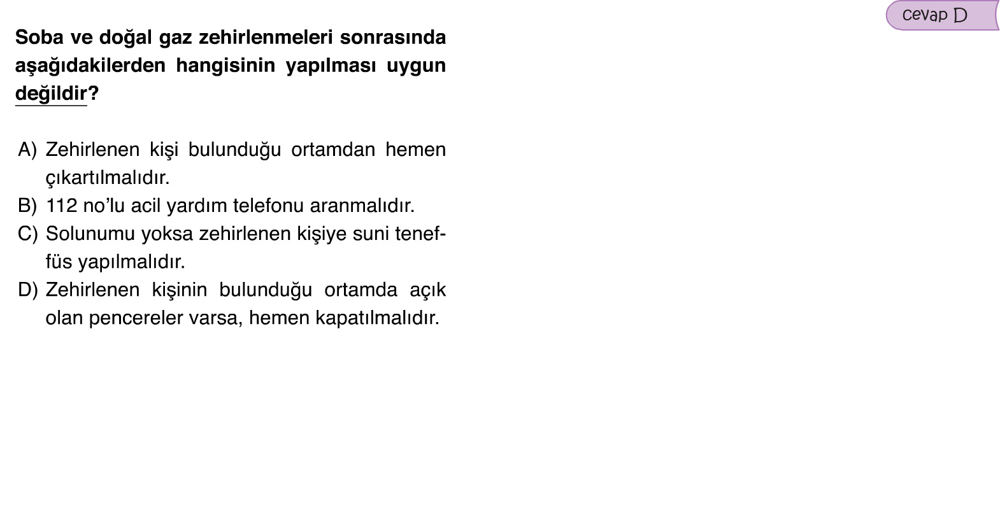 cevap D
Soba ve doğal gaz zehirlenmeleri sonrasında
aşağıdakilerden hangisinin yapılması uygun
değildir?
A) Zehirlenen kişi bulunduğu ortamdan hemen
çıkartılmalıdır.
B) 112 no’lu acil yardım telefonu aranmalıdır.
C) Solunumu yoksa zehirlenen kişiye suni tenef-
füs yapılmalıdır.
D) Zehirlenen kişinin bulunduğu ortamda açık
olan pencereler varsa, hemen kapatılmalıdır.